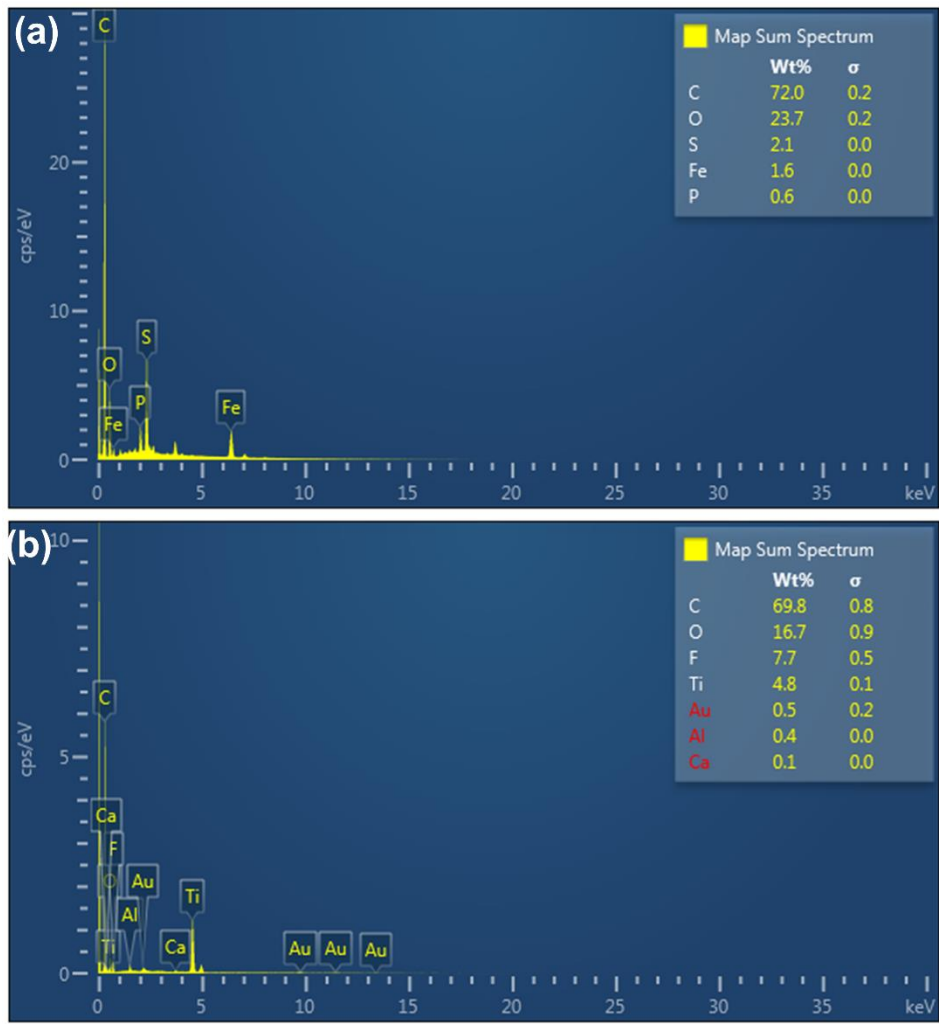 (a)
C
Map Sum Spectrum
Wt% σ
C 72.0 0.2
O 23.7 0.2
S 2.1 0.0
Fe 1.6 0.0
P 0.6 0.0
cps/eV
20
10
0
S
O
P
Fe
Fe
0 5 10 15 20 25 30 35 keV
(b)
10
Map Sum Spectrum
Wt% σ
C 69.8 0.8
O 16.7 0.9
F 7.7 0.5
Ti 4.8 0.1
Au 0.5 0.2
Al 0.4 0.0
Ca 0.1 0.0
cps/eV
5
0
C
Ca
F
O
Au
Ti
Al
Ti
Ca
Au Au Au
0 5 10 15 20 25 30 35 keV